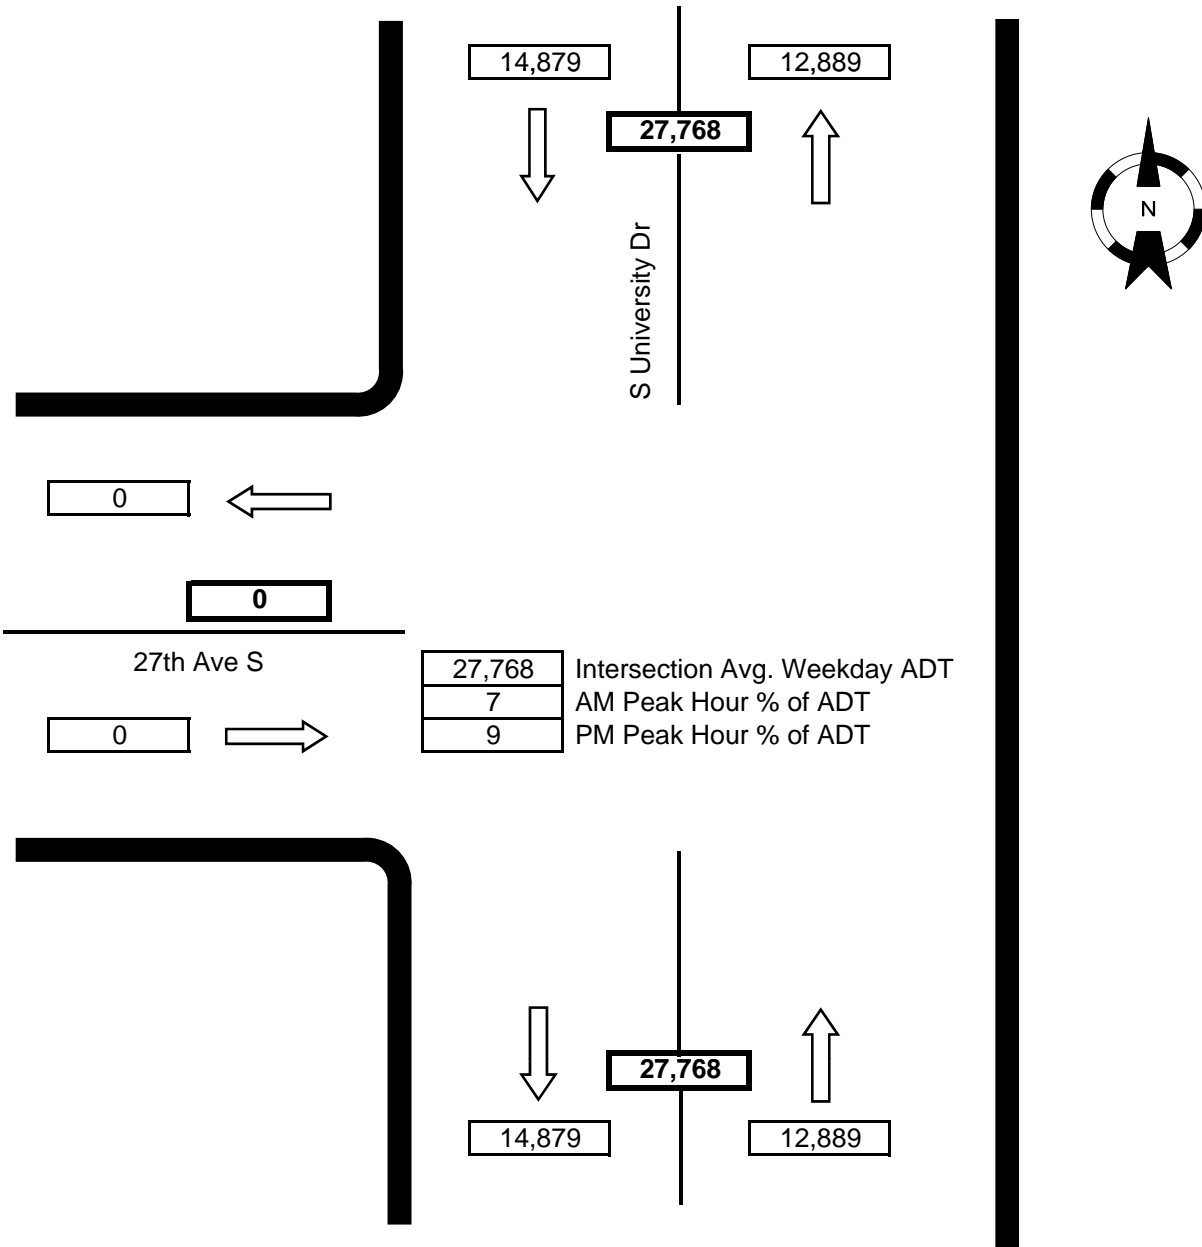 14,879
12,889
27,768
N
S University Dr
0
0
27th Ave S
27,768 Intersection Avg. Weekday ADT
7 AM Peak Hour % of ADT
0
9 PM Peak Hour % of ADT
27,768
14,879
12,889